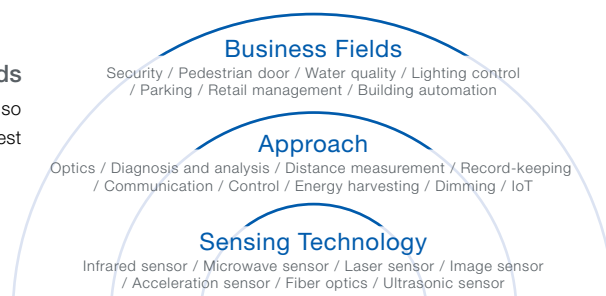 Business Fields
Security / Pedestrian door / Water quality / Lighting control
/ Parking / Retail management / Building automation
ds
so
est
Approach
Optics / Diagnosis and analysis / Distance measurement / Record-keeping
/ Communication / Control / Energy harvesting / Dimming / IoT
Sensing Technology
Infrared sensor / Microwave sensor / Laser sensor / Image sensor
/ Acceleration sensor / Fiber optics / Ultrasonic sensor